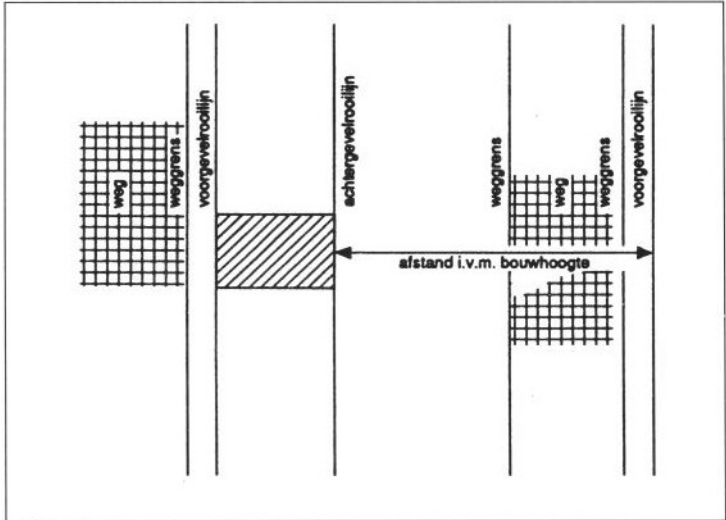 weg
weggrens
voorgevelrooilijn
achtergevelrooilijn
weggrens
weg
weggrens
voorgevelrooilijn
afstand i.v.m. bouwhoogte